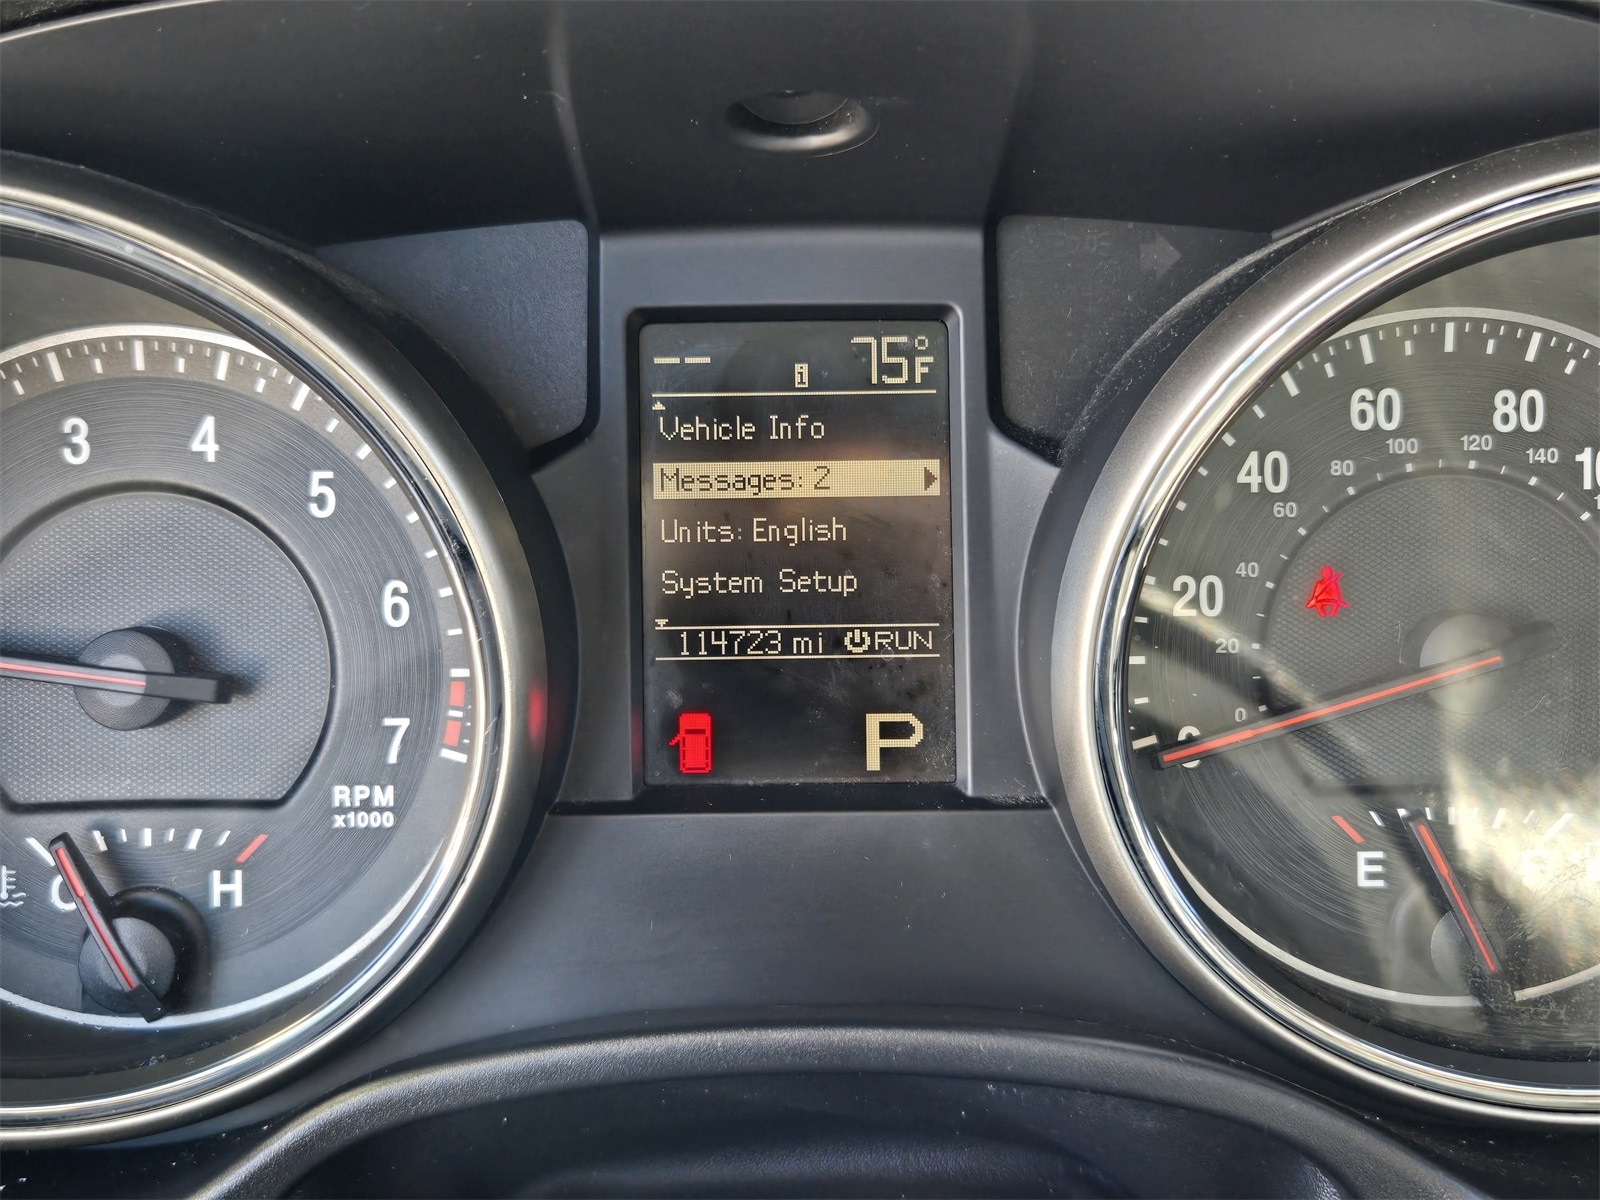 3
4
5
6
7
RPM
x1000
C
H
--
i
75°F
Vehicle Info
Messages: 2
Units: English
System Setup
114723 mi RUN
P
0
20
40
60
80
0
20
40
60
80
100
120
140
E